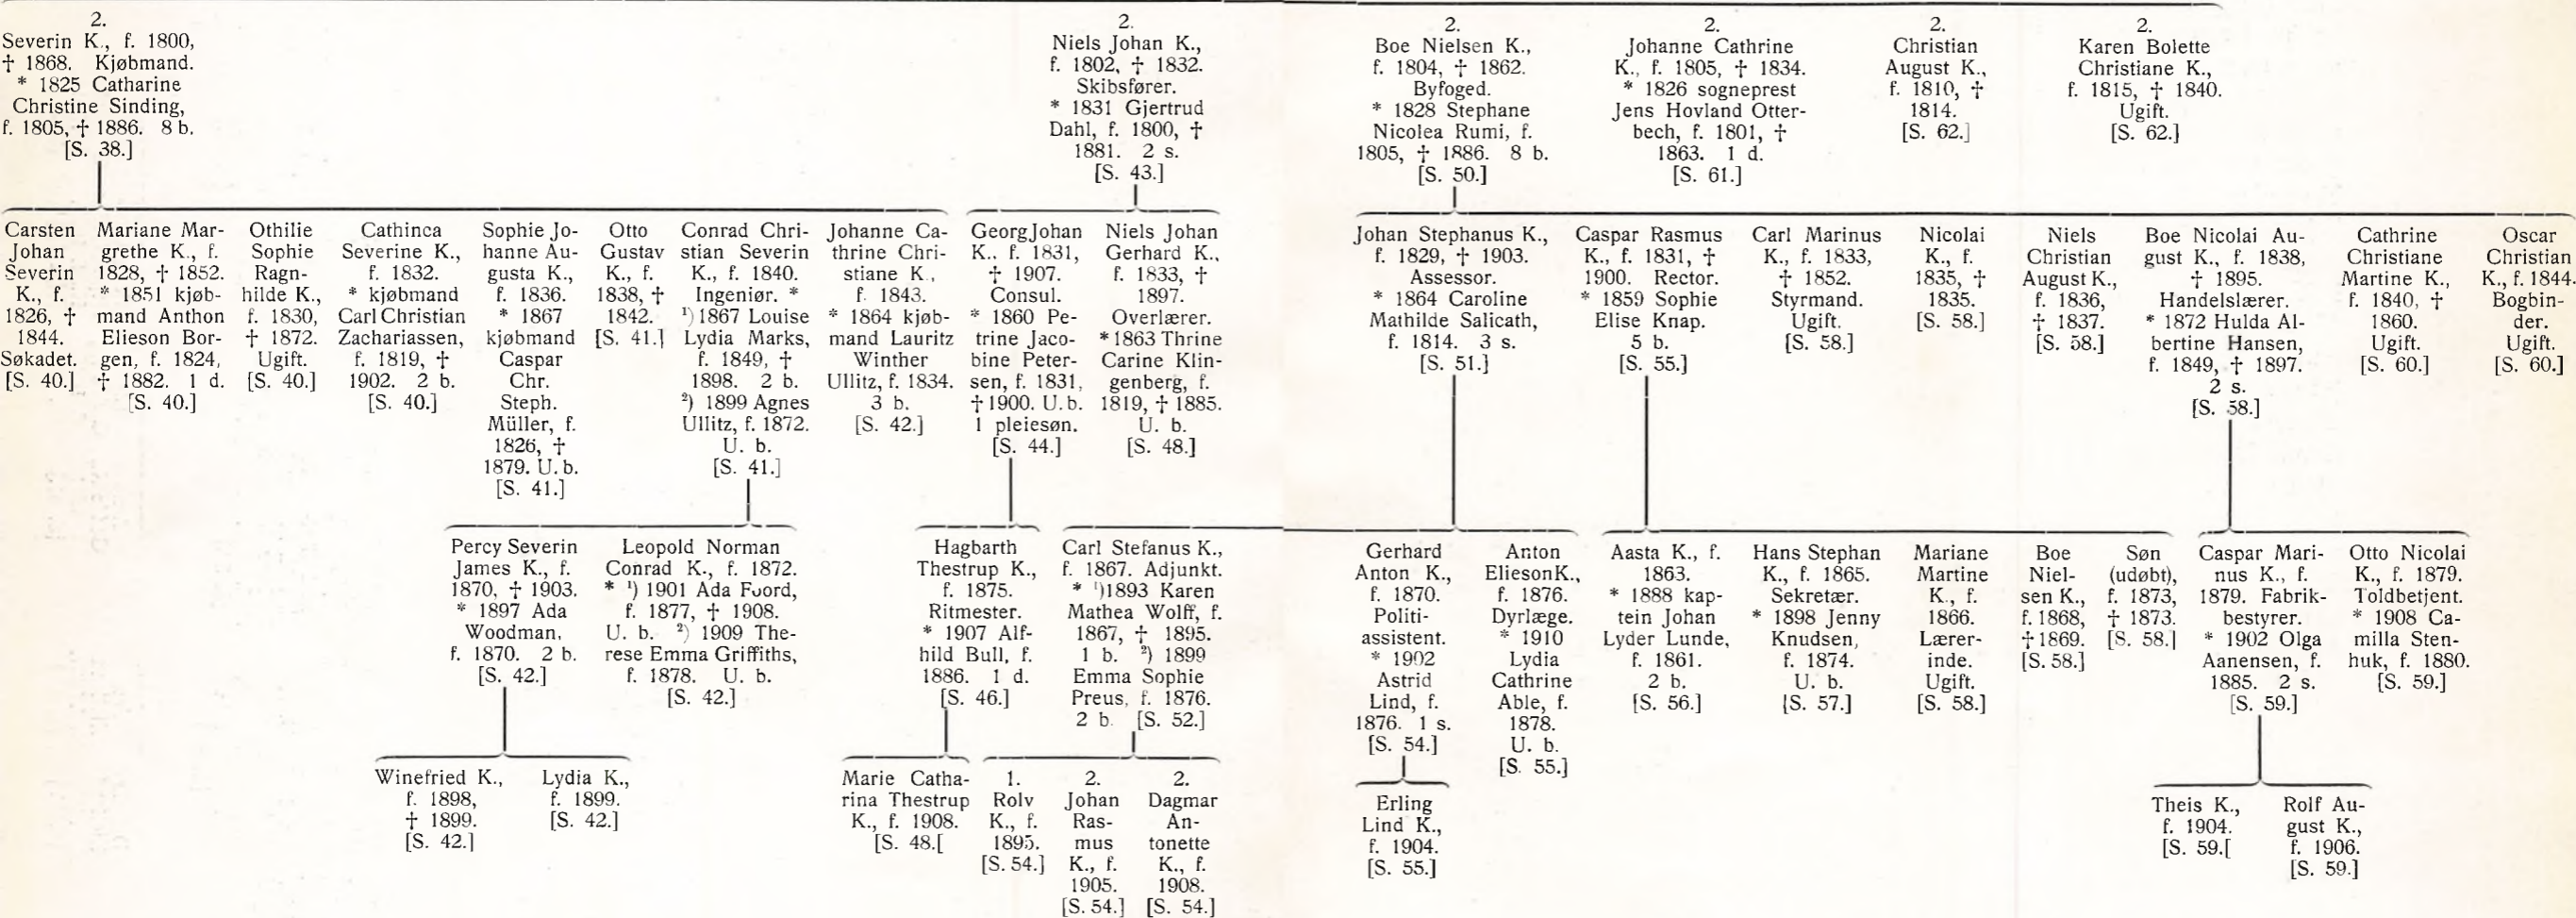 2.
Severin K., f. 1800,
† 1868. Kjøbmand.
* 1825 Catharine
Christine Sinding,
f. 1805, † 1886. 8 b.
[S. 38.]
2.
Niels Johan K.,
f. 1802, † 1832.
Skibsfører.
* 1831 Gjertrud
Dahl, f. 1800, †
1881. 2 s.
[S. 43.]
2.
Boe Nielsen K.,
f. 1804, † 1862.
Byfoged.
* 1828 Stephane
Nicolea Rumi, f.
1805, † 1886. 8 b.
[S. 50.]
2.
Johanne Cathrine
K., f. 1805, † 1834.
* 1826 sogneprest
Jens Hovland Otter-
bech, f. 1801, †
1863. 1 d.
[S. 61.]
2.
Christian
August K.,
f. 1810, †
1814.
[S. 62.]
2.
Karen Bolette
Christiane K.,
f. 1815, † 1840.
Ugift.
[S. 62.]
Carsten
Johan
Severin
K., f.
1826, †
1844.
Søkadet.
[S. 40.]
Mariane Mar-
grethe K., f.
1828, † 1852.
* 1851 kjøb-
mand Anthon
Elieson Bor-
gen, f. 1824,
† 1882. 1 d.
[S. 40.]
Othilie
Sophie
Ragn-
hilde K.,
f. 1830,
† 1872.
Ugift.
[S. 40.]
Cathinca
Severine K.,
f. 1832.
* kjøbmand
Carl Christian
Zachariassen,
f. 1819, †
1902. 2 b.
[S. 40.]
Sophie Jo-
hanne Au-
gusta K.,
f. 1836.
* 1867
kjøbmand
Caspar
Chr.
Steph.
Müller, f.
1826, †
1879. U. b.
[S. 41.]
Otto
Gustav
K., f.
1838, †
1842.
[S. 41.]
Conrad Chri-
stian Severin
K., f. 1840.
Ingeniør. *
¹) 1867 Louise
Lydia Marks,
f. 1849, †
1898. 2 b.
²) 1899 Agnes
Ullitz, f. 1872.
U. b.
[S. 41.]
Johanne Ca-
thrine Chri-
stiane K.,
f. 1843.
* 1864 kjøb-
mand Lauritz
Winther
Ullitz, f. 1834.
3 b.
[S. 42.]
Georg Johan
K., f. 1831,
† 1907.
Consul.
* 1860 Pe-
trine Jaco-
bine Peter-
sen, f. 1831,
† 1900. U. b.
1 pleiesøn.
[S. 44.]
Niels Johan
Gerhard K.,
f. 1833, †
1897.
Overlærer.
* 1863 Thrine
Carine Klin-
genberg, f.
1819, † 1885.
U. b.
[S. 48.]
Johan Stephanus K.,
f. 1829, † 1903.
Assessor.
* 1864 Caroline
Mathilde Salicath,
f. 1814. 3 s.
[S. 51.]
Caspar Rasmus
K., f. 1831, †
1900. Rector.
* 1859 Sophie
Elise Knap.
5 b.
[S. 55.]
Carl Marinus
K., f. 1833,
† 1852.
Styrmand.
Ugift.
[S. 58.]
Nicolai
K., f.
1835, †
1835.
[S. 58.]
Niels
Christian
August K.,
f. 1836,
† 1837.
[S. 58.]
Boe Nicolai Au-
gust K., f. 1838,
† 1895.
Handelslærer.
* 1872 Hulda Al-
bertine Hansen,
f. 1849, † 1897.
2 s.
[S. 58.]
Cathrine
Christiane
Martine K.,
f. 1840, †
1860.
Ugift.
[S. 60.]
Oscar
Christian
K., f. 1844.
Bogbin-
der.
Ugift.
[S. 60.]
Percy Severin
James K., f.
1870, † 1903.
* 1897 Ada
Woodman,
f. 1870. 2 b.
[S. 42.]
Leopold Norman
Conrad K., f. 1872.
* ¹) 1901 Ada Foord,
f. 1877, † 1908.
U. b. ²) 1909 The-
rese Emma Griffiths,
f. 1878. U. b.
[S. 42.]
Hagbarth
Thestrup K.,
f. 1875.
Ritmester.
* 1907 Alf-
hild Bull, f.
1886. 1 d.
[S. 46.]
Carl Stefanus K.,
f. 1867. Adjunkt.
* ¹) 1893 Karen
Mathea Wolff, f.
1867, † 1895.
1 b. ²) 1899
Emma Sophie
Preus, f. 1876.
2 b. [S. 52.]
Gerhard
Anton K.,
f. 1870.
Politi-
assistent.
* 1902
Astrid
Lind, f.
1876. 1 s.
[S. 54.]
Anton
Elieson K.,
f. 1876.
Dyrlæge.
* 1910
Lydia
Cathrine
Able, f.
1878.
U. b.
[S. 55.]
Aasta K., f.
1863.
* 1888 kap-
tein Johan
Lyder Lunde,
f. 1861.
2 b.
[S. 56.]
Hans Stephan
K., f. 1865.
Sekretær.
* 1898 Jenny
Knudsen,
f. 1874.
U. b.
[S. 57.]
Mariane
Martine
K., f.
1866.
Lærer-
inde.
Ugift.
[S. 58.]
Boe
Niel-
sen K.,
f. 1868,
† 1869.
[S. 58.]
Søn
(udøbt),
f. 1873,
† 1873.
[S. 58.]
Caspar Mari-
nus K., f.
1879. Fabrik-
bestyrer.
* 1902 Olga
Aanensen, f.
1885. 2 s.
[S. 59.]
Otto Nicolai
K., f. 1879.
Toldbetjent.
* 1908 Ca-
milla Sten-
huk, f. 1880.
[S. 59.]
Winefried K.,
f. 1898,
† 1899.
[S. 42.]
Lydia K.,
f. 1899.
[S. 42.]
Marie Catha-
rina Thestrup
K., f. 1908.
[S. 48.[
1.
Rolv
K., f.
1895.
[S. 54.]
2.
Johan
Ras-
mus
K., f.
1905.
[S. 54.]
2.
Dagmar
An-
tonette
K., f.
1908.
[S. 54.]
Erling
Lind K.,
f. 1904.
[S. 55.]
Theis K.,
f. 1904.
[S. 59.[
Rolf Au-
gust K.,
f. 1906.
[S. 59.]